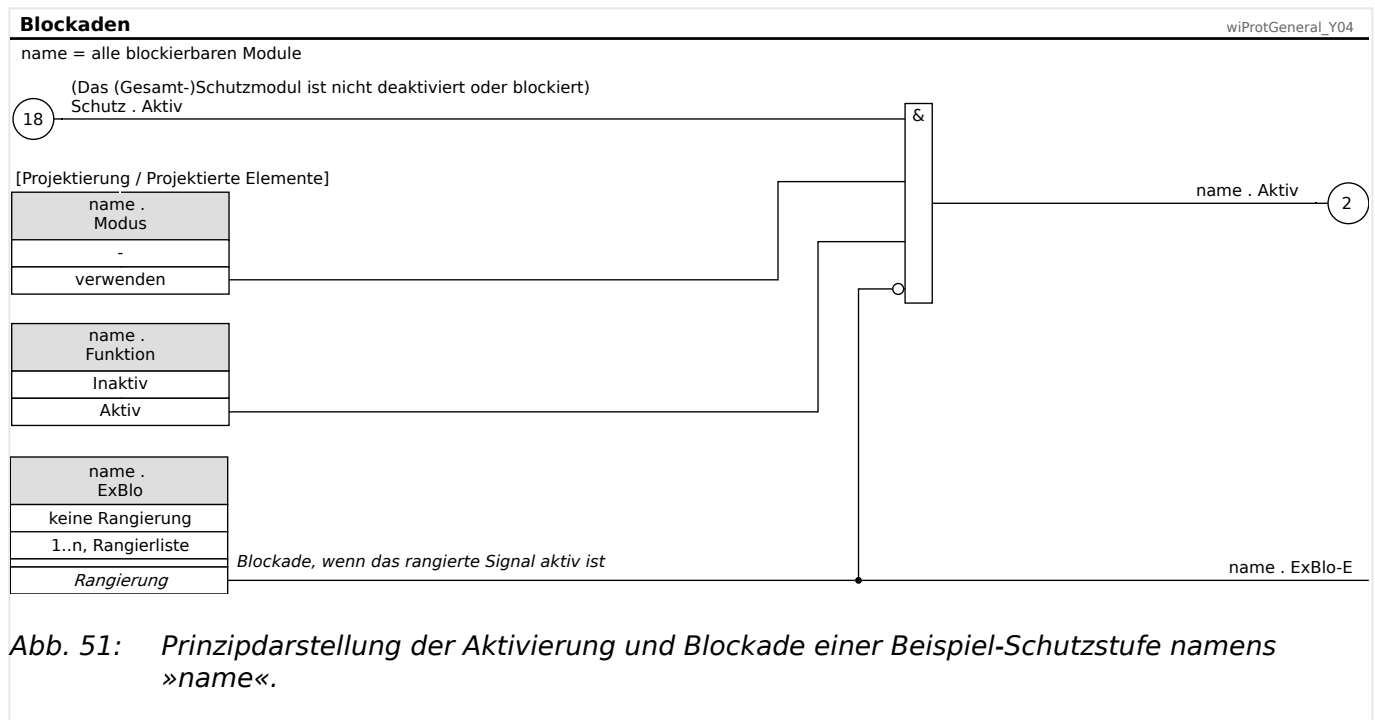 Blockaden
wiProtGeneral_Y04
name = alle blockierbaren Module
(Das (Gesamt-)Schutzmodul ist nicht deaktiviert oder blockiert)
Schutz . Aktiv
18
&
[Projektierung / Projektierte Elemente]
name .
Modus
-
verwenden
name . Aktiv
2
name .
Funktion
Inaktiv
Aktiv
name .
ExBlo
keine Rangierung
1..n, Rangierliste
Rangierung
Blockade, wenn das rangierte Signal aktiv ist
name . ExBlo-E
Abb. 51: Prinzipdarstellung der Aktivierung und Blockade einer Beispiel-Schutzstufe namens
»name«.